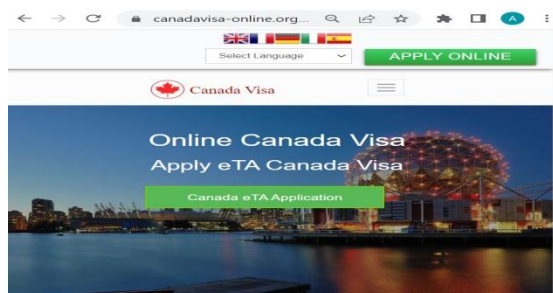 canadavisa-online.org...
A
Select Language
APPLY ONLINE
Canada Visa
Online Canada Visa
Apply eTA Canada Visa
Canada eTA Application